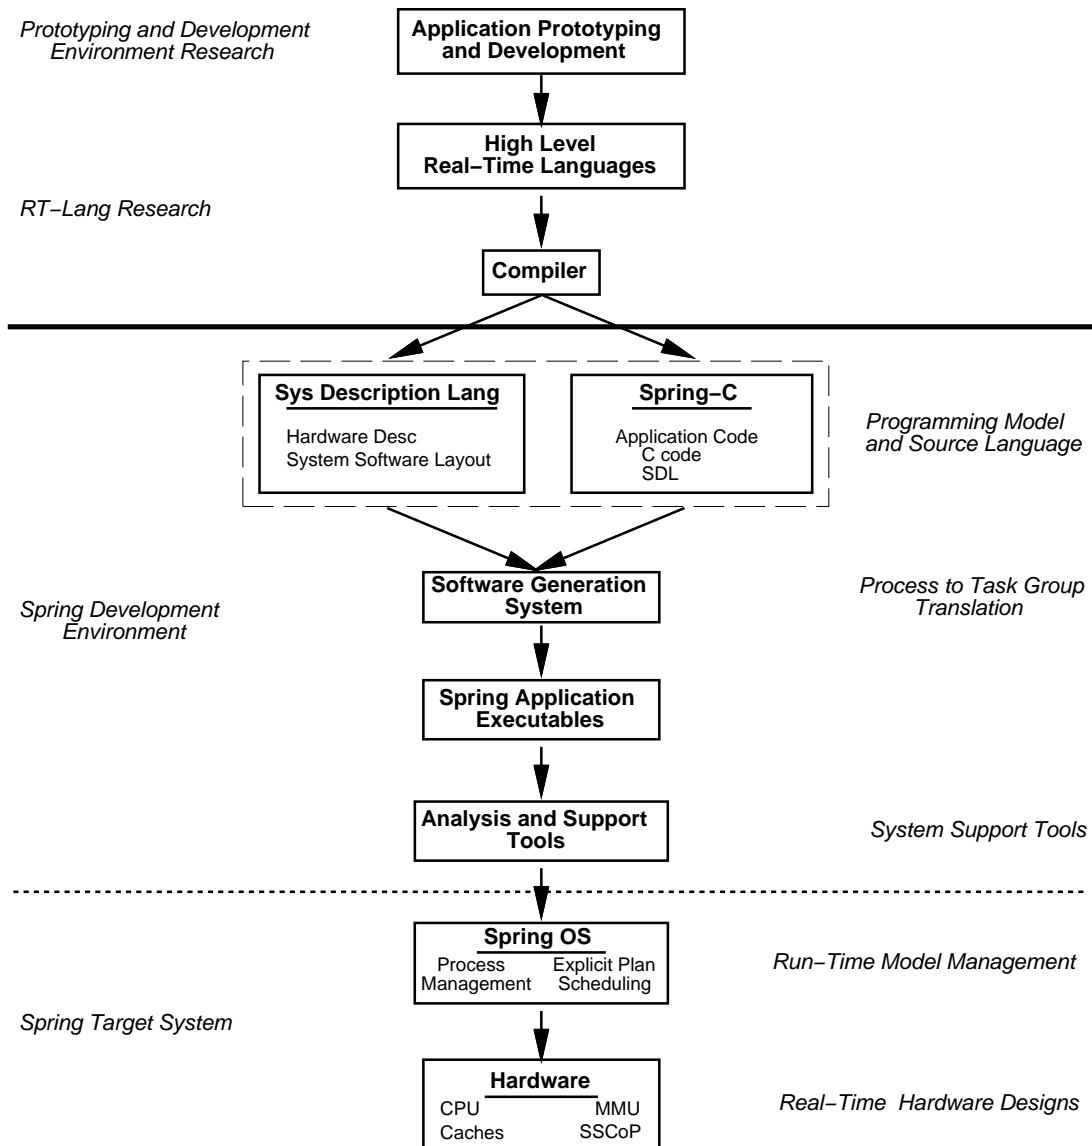 Prototyping and Development
Environment Research
Application Prototyping
and Development
High Level
Real–Time Languages
RT–Lang Research
Compiler
Sys Description Lang
Hardware Desc
System Software Layout
Spring–C
Application Code
C code
SDL
Programming Model
and Source Language
Software Generation
System
Process to Task Group
Translation
Spring Development
Environment
Spring Application
Executables
Analysis and Support
Tools
System Support Tools
Spring OS
Process
Management
Explicit Plan
Scheduling
Run–Time Model Management
Spring Target System
Hardware
CPU
MMU
Caches
SSCoP
Real–Time Hardware Designs